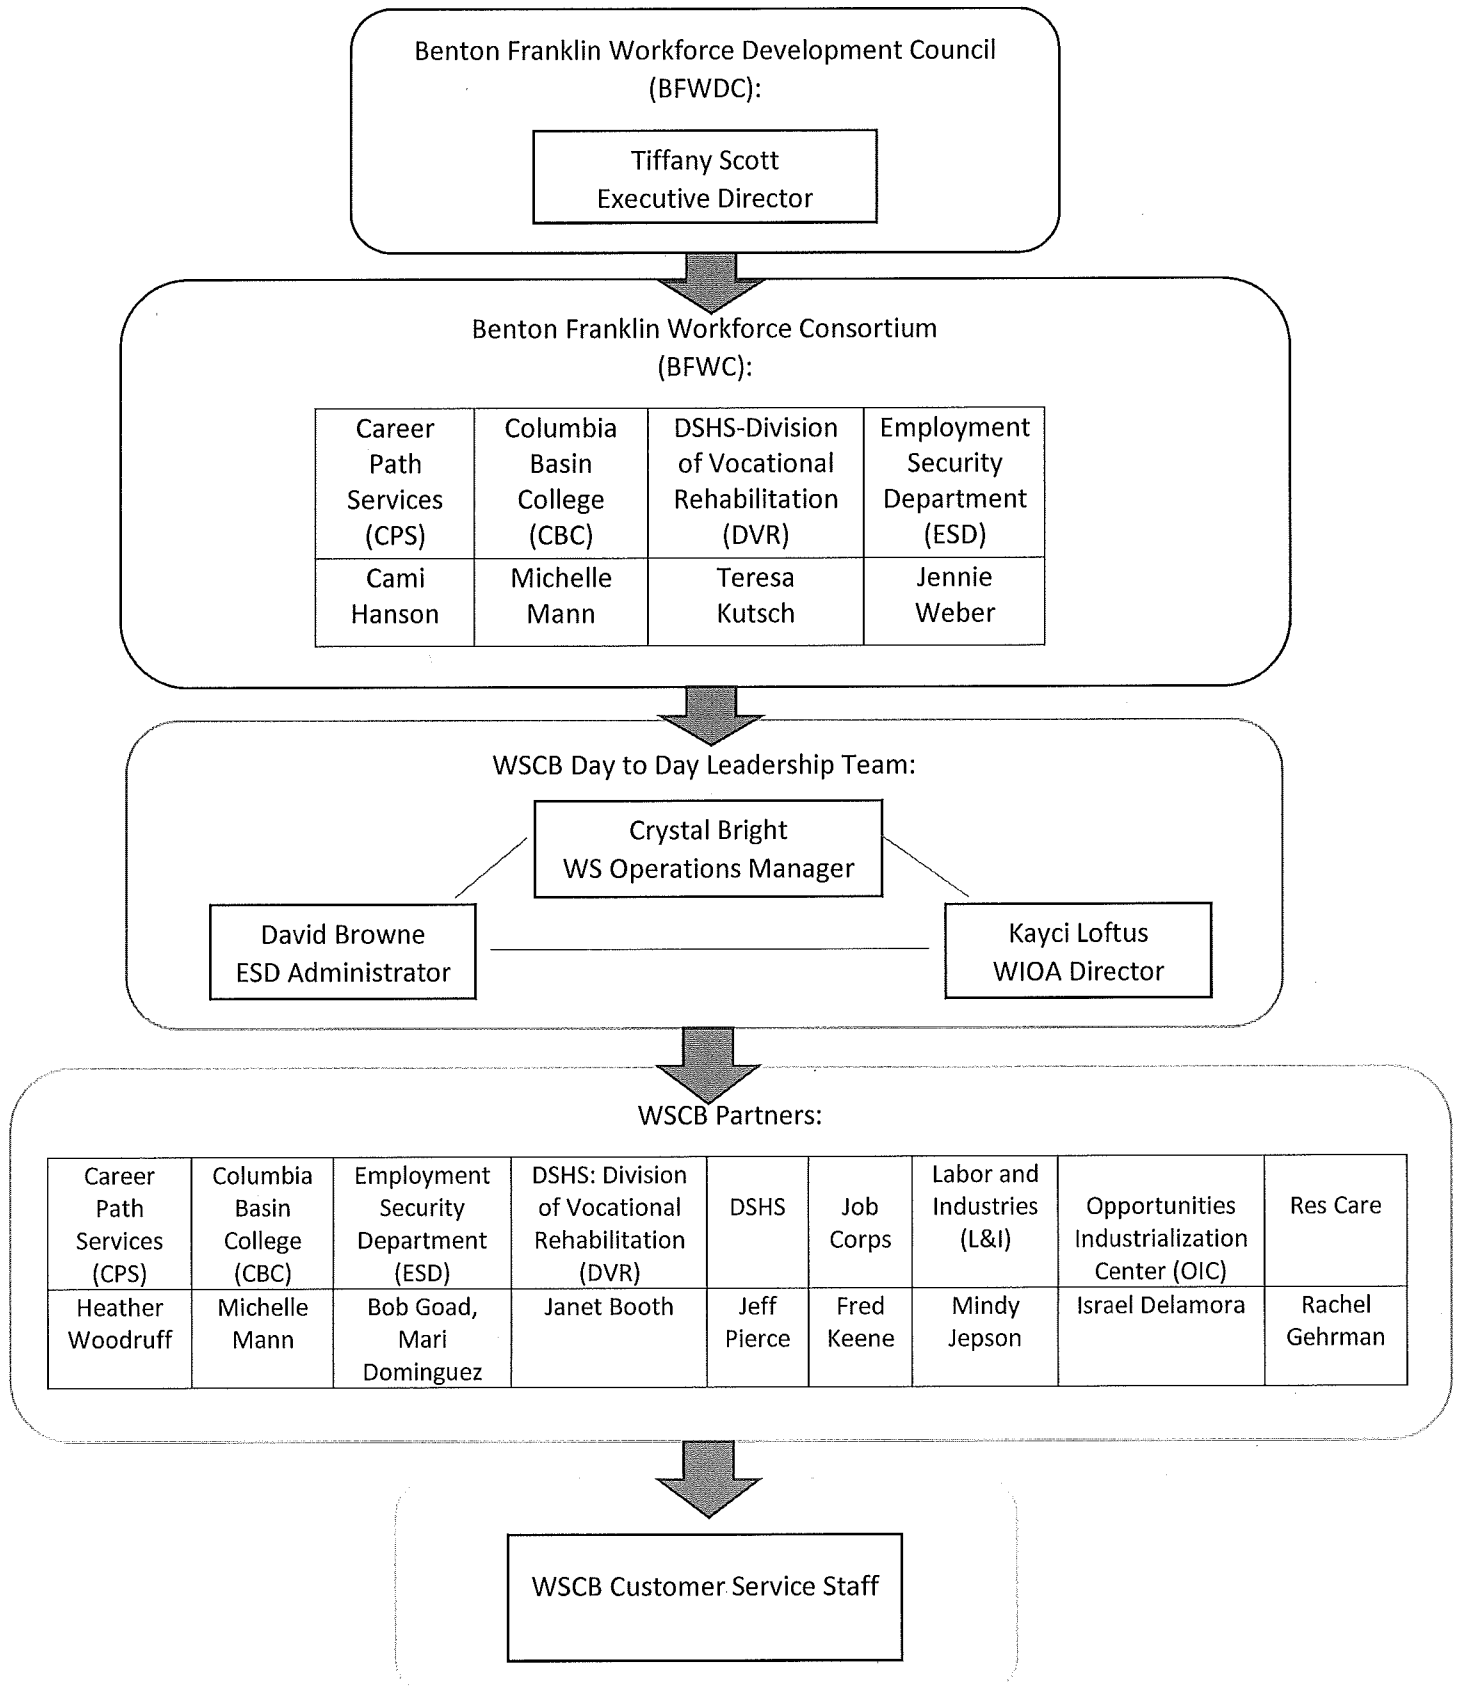 Benton Franklin Workforce Development Council
(BFWDC):
Tiffany Scott
Executive Director
Benton Franklin Workforce Consortium
(BFWC):
Career
Path
Services
(CPS)
Columbia
Basin
College
(CBC)
DSHS-Division
of Vocational
Rehabilitation
(DVR)
Employment
Security
Department
(ESD)
Cami
Hanson
Michelle
Mann
Teresa
Kutsch
Jennie
Weber
WSCB Day to Day Leadership Team:
Crystal Bright
WS Operations Manager
David Browne
ESD Administrator
Kayci Loftus
WIOA Director
WSCB Partners:
Career
Path
Services
(CPS)
Columbia
Basin
College
(CBC)
Employment
Security
Department
(ESD)
DSHS: Division
of Vocational
Rehabilitation
(DVR)
DSHS
Job
Corps
Labor and
Industries
(L&I)
Opportunities
Industrialization
Center (OIC)
Res Care
Heather
Woodruff
Michelle
Mann
Bob Goad,
Mari
Dominguez
Janet Booth
Jeff
Pierce
Fred
Keene
Mindy
Jepson
Israel Delamora
Rachel
Gehrman
WSCB Customer Service Staff